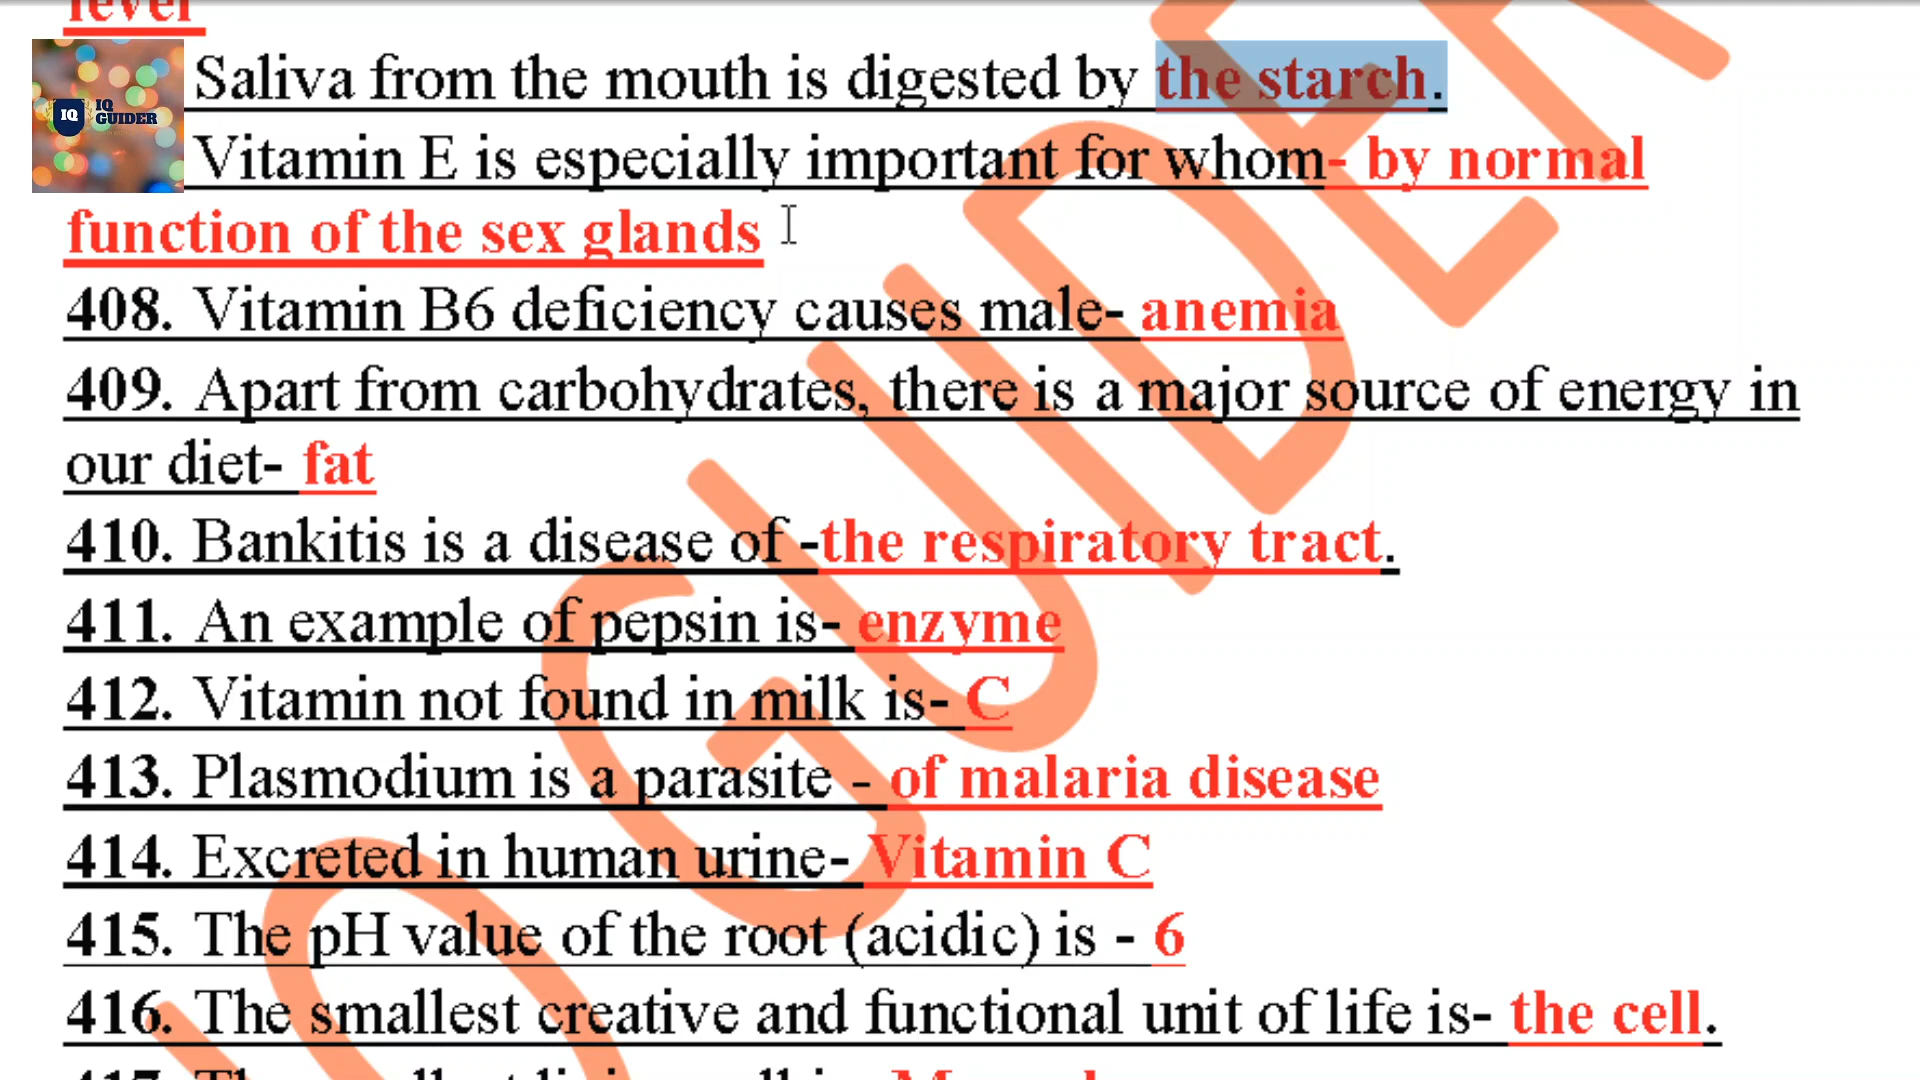 level
Saliva from the mouth is digested by the starch.
IQ
IQ GUIDER
Vitamin E is especially important for whom- by normal
function of the sex glands
408. Vitamin B6 deficiency causes male- anemia
409. Apart from carbohydrates, there is a major source of energy in
our diet- fat
410. Bankitis is a disease of -the respiratory tract.
411. An example of pepsin is- enzyme
412. Vitamin not found in milk is- C
413. Plasmodium is a parasite - of malaria disease
414. Excreted in human urine- Vitamin C
415. The pH value of the root (acidic) is - 6
416. The smallest creative and functional unit of life is- the cell.
417.
IQ GUIDER